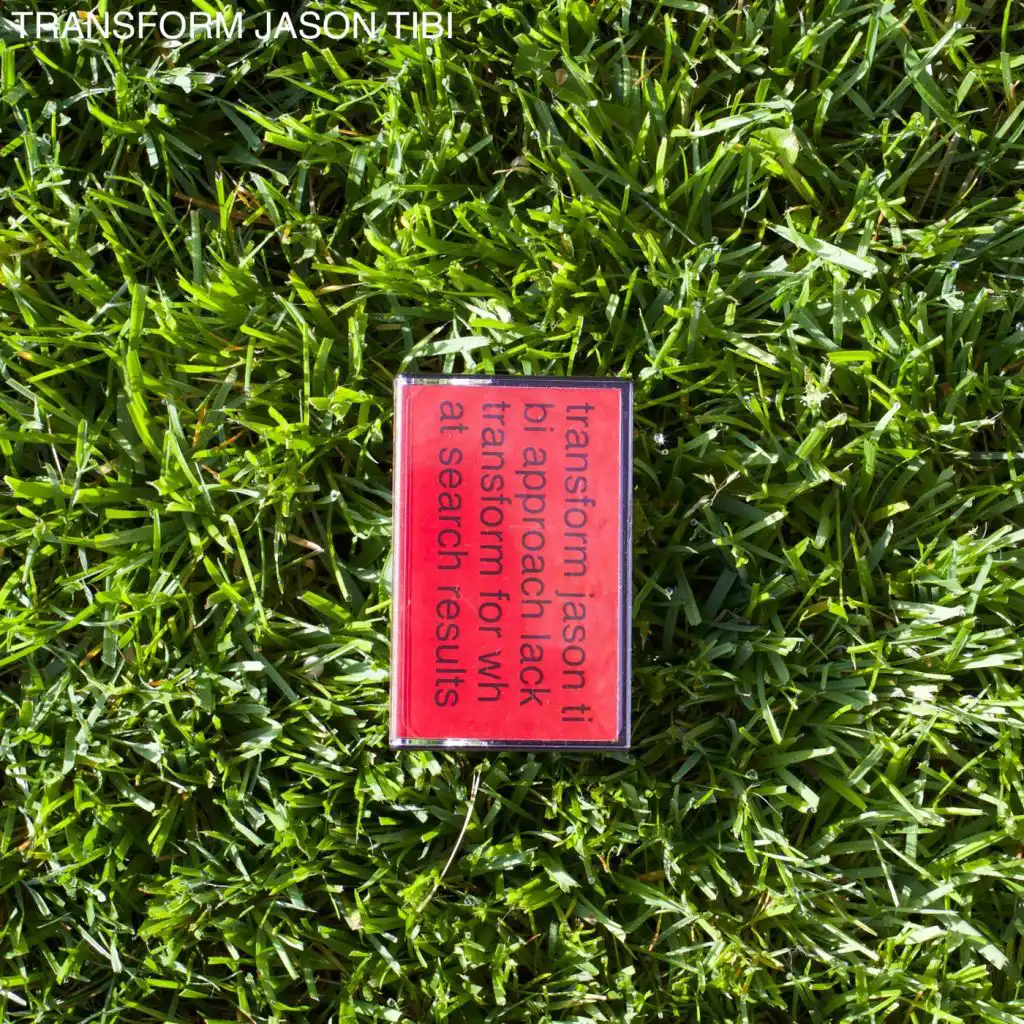 TRANSFORM JASON TIBI
transform jason ti
bi approach lack
transform for wh
at search results